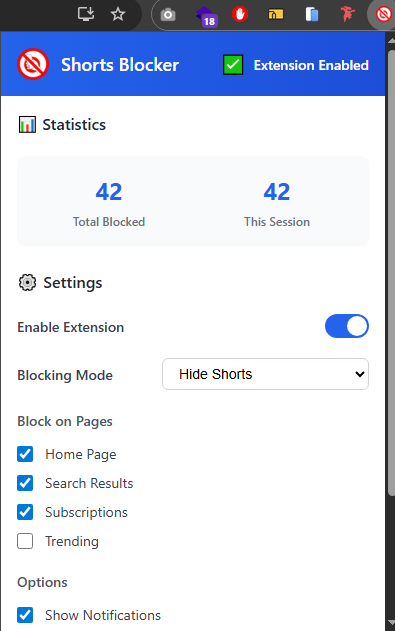 18
Shorts Blocker
Extension Enabled
Statistics
42
42
Total Blocked
This Session
Settings
Enable Extension
Blocking Mode
Hide Shorts
Block on Pages
Home Page
Search Results
Subscriptions
Trending
Options
Show Notifications